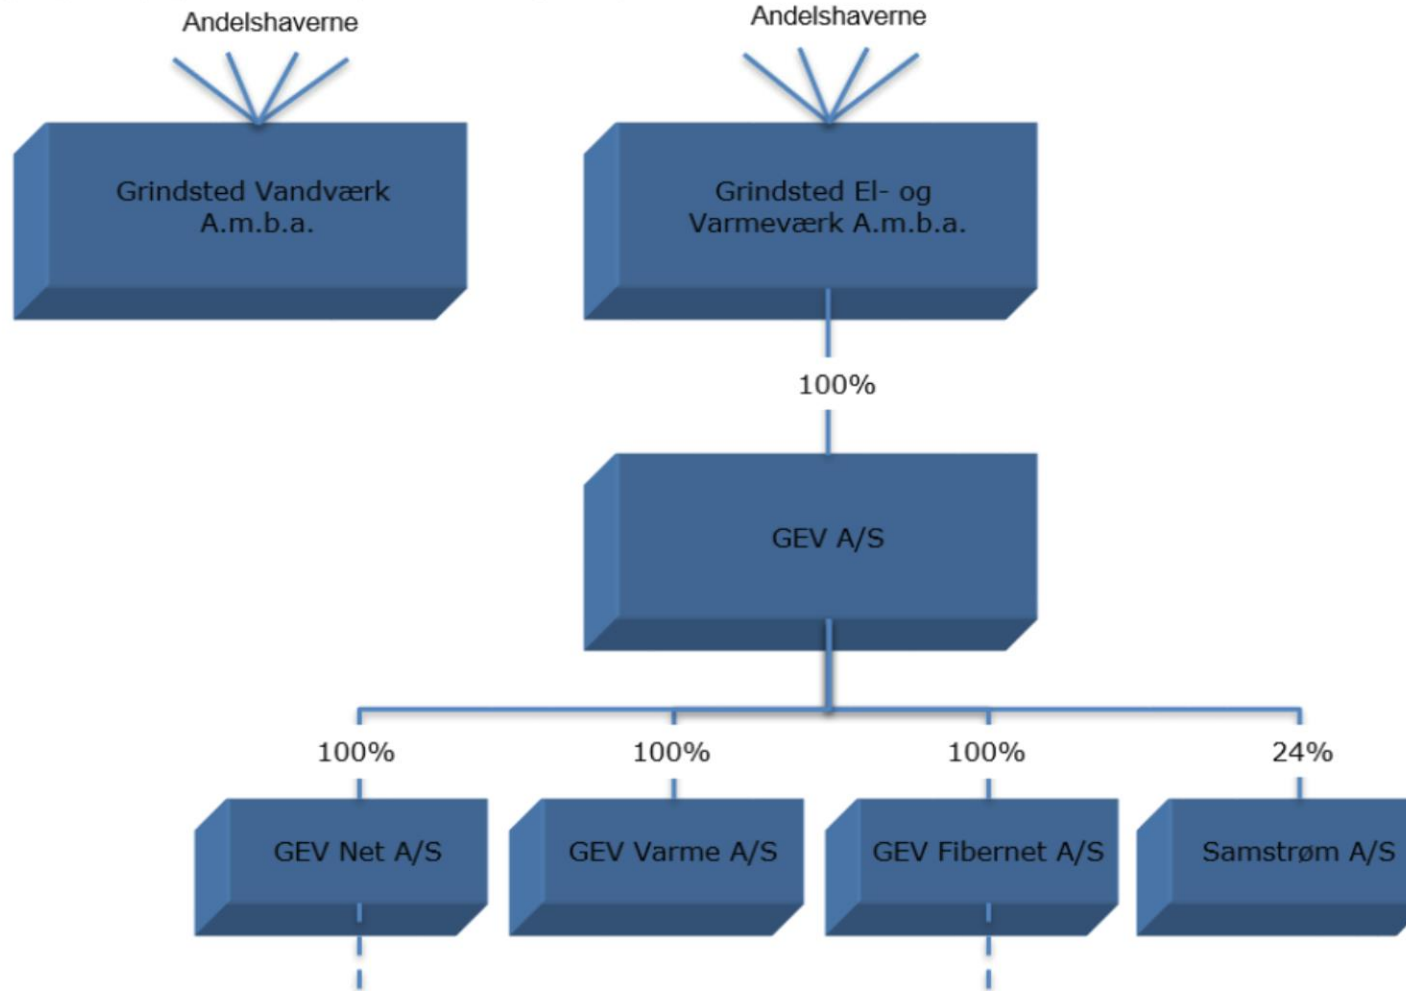 Andelshaverne
Andelshaverne
Grindsted Vandværk
A.m.b.a.
Grindsted El- og
Varmeværk A.m.b.a.
100%
GEV A/S
100%
100%
100%
24%
GEV Net A/S
GEV Varme A/S
GEV Fibernet A/S
Samstrøm A/S